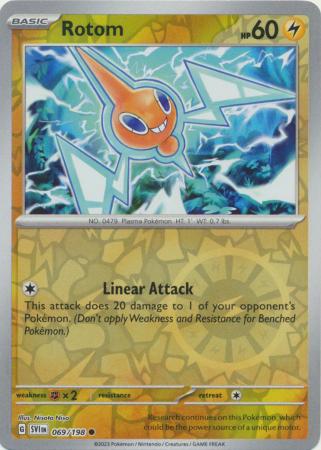 BASIC
Rotom
HP60
NO. 0479 Plasma Pokémon HT: 1' WT: 0.7 lbs.
Linear Attack
This attack does 20 damage to 1 of your opponent's
Pokémon. (Don't apply Weakness and Resistance for Benched
Pokémon.)
weakness ×2 resistance retreat
Illus. Nisota Niso
Research continues on this Pokémon, which
could be the power source of a unique motor.
G SVI EN 069/198
©2023 Pokémon / Nintendo / Creatures / GAME FREAK